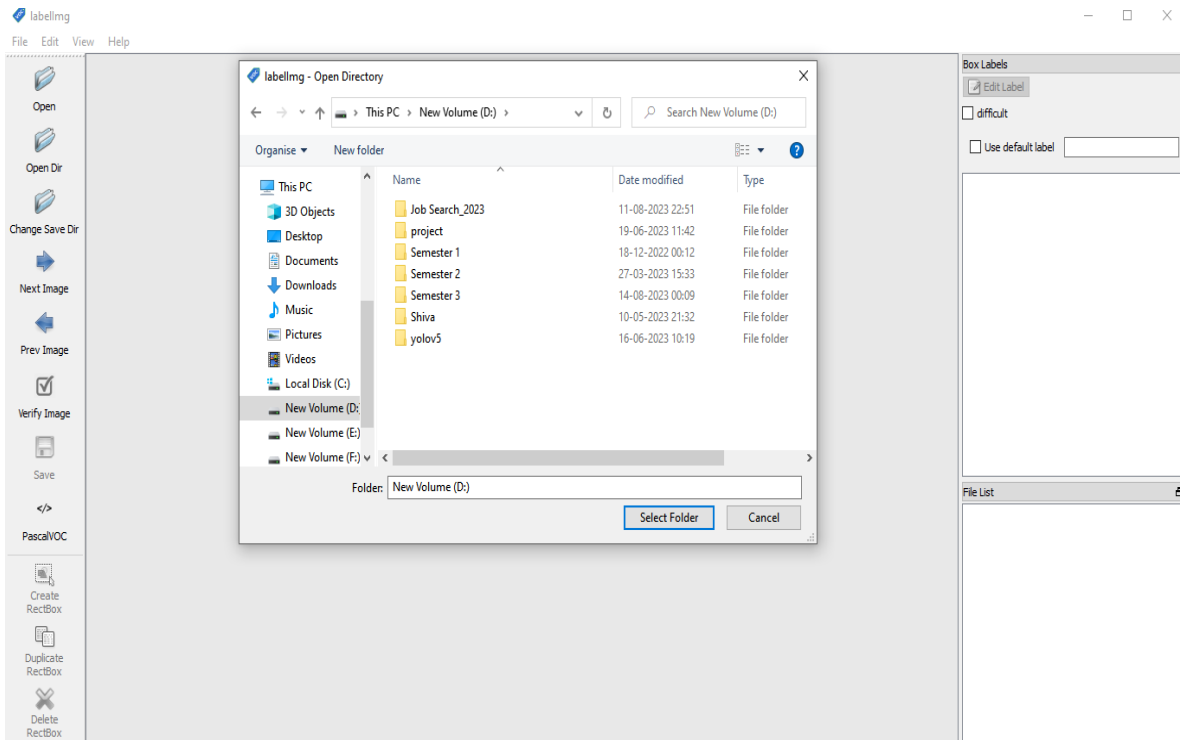 labelImg
File Edit View Help
Open
Open Dir
Change Save Dir
Next Image
Prev Image
Verify Image
Save
</>
PascalVOC
Create
RectBox
Duplicate
RectBox
Delete
RectBox
labelImg - Open Directory
This PC > New Volume (D:) >
Search New Volume (D:)
Organise New folder
?
This PC
3D Objects
Desktop
Documents
Downloads
Music
Pictures
Videos
Local Disk (C:)
New Volume (D:
New Volume (E:)
New Volume (F:)
Name Date modified Type
Job Search_2023 11-08-2023 22:51 File folder
project 19-06-2023 11:42 File folder
Semester 1 18-12-2022 00:12 File folder
Semester 2 27-03-2023 15:33 File folder
Semester 3 14-08-2023 00:09 File folder
Shiva 10-05-2023 21:32 File folder
yolov5 16-06-2023 10:19 File folder
Folder: New Volume (D:)
Select Folder Cancel
Box Labels
Edit Label
difficult
Use default label
File List